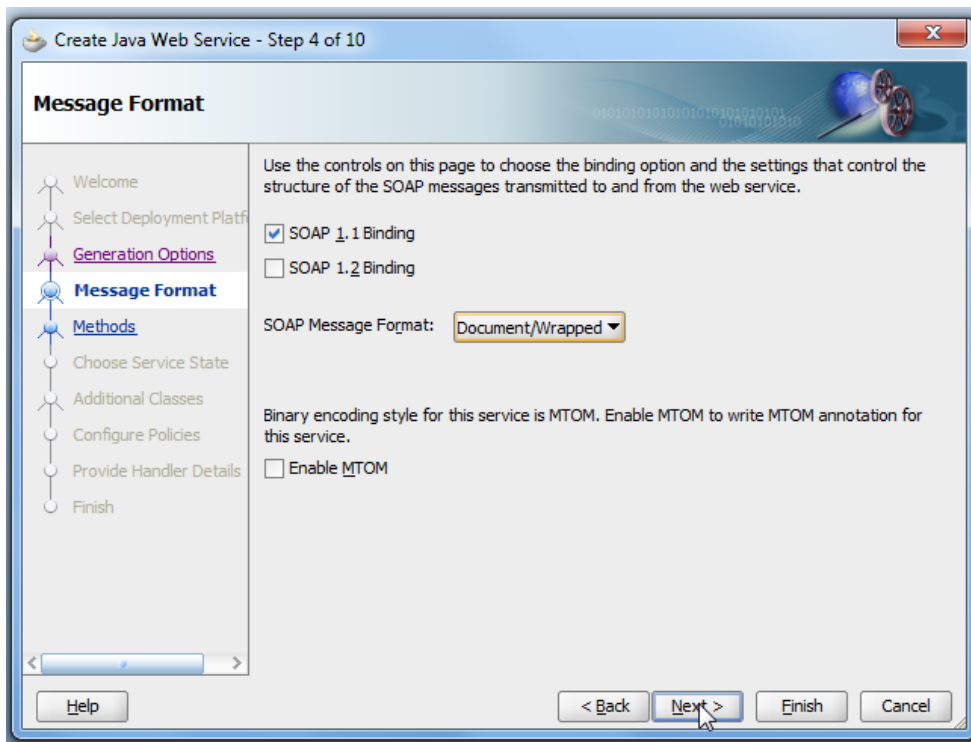 Create Java Web Service - Step 4 of 10
Message Format
0101010101010101010101010101
01010101010
Welcome
Select Deployment Platf
Generation Options
Message Format
Methods
Choose Service State
Additional Classes
Configure Policies
Provide Handler Details
Finish
Use the controls on this page to choose the binding option and the settings that control the
structure of the SOAP messages transmitted to and from the web service.
SOAP 1.1 Binding
SOAP 1.2 Binding
SOAP Message Format: Document/Wrapped
Binary encoding style for this service is MTOM. Enable MTOM to write MTOM annotation for
this service.
Enable MTOM
Help
< Back
Next >
Finish
Cancel